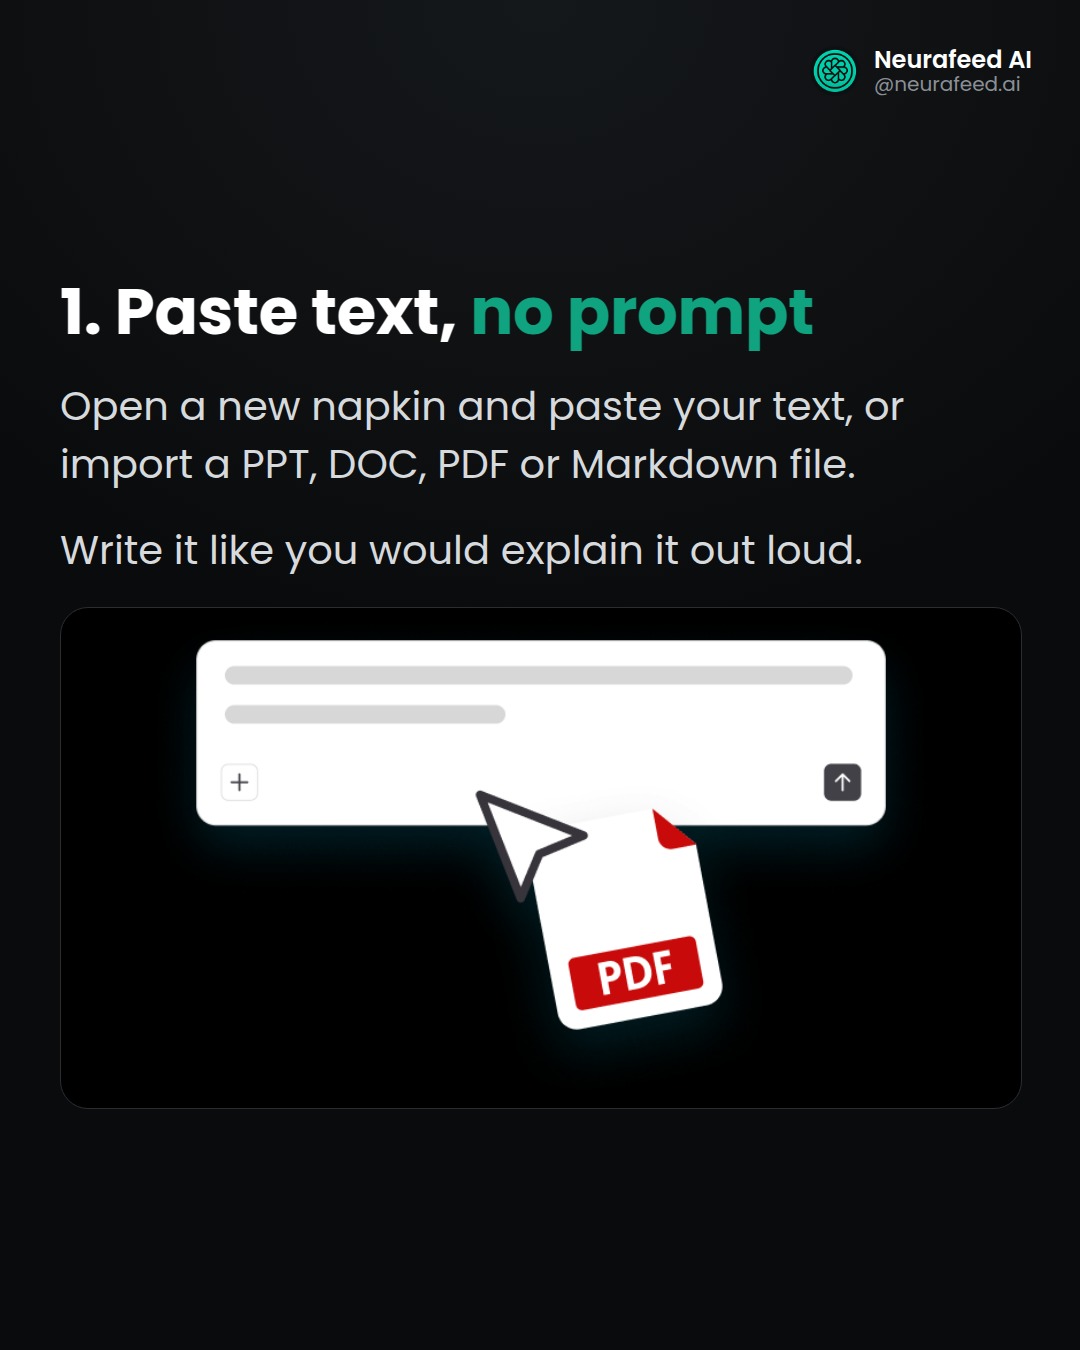 Neurafeed AI
@neurafeed.ai
1. Paste text, no prompt
Open a new napkin and paste your text, or
import a PPT, DOC, PDF or Markdown file.
Write it like you would explain it out loud.
PDF